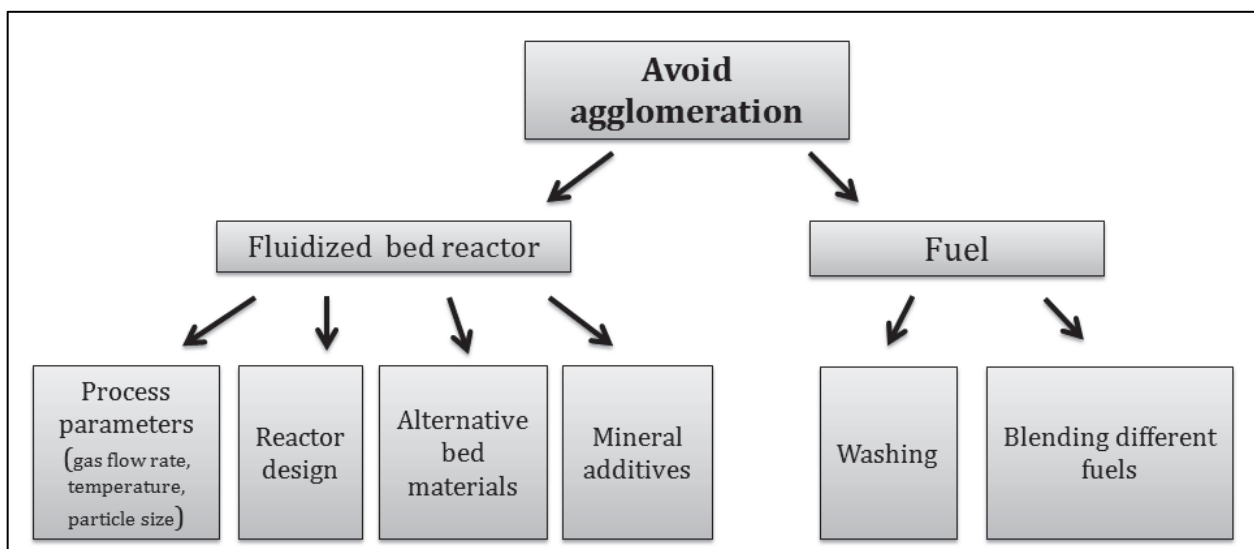 Avoid
agglomeration
Fluidized bed reactor
Fuel
Process
parameters
(gas flow rate,
temperature,
particle size)
Reactor
design
Alternative
bed
materials
Mineral
additives
Washing
Blending different
fuels